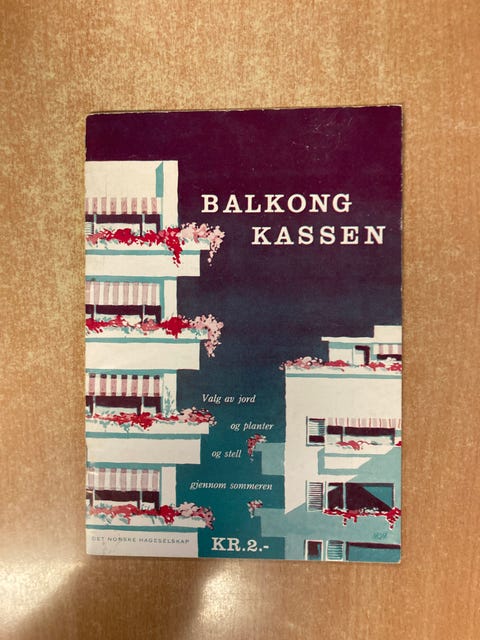 BALKONG
KASSEN
Valg av jord
og planter
og stell
gjennom sommeren
DET NORSKE HAGESELSKAP
KR.2.-